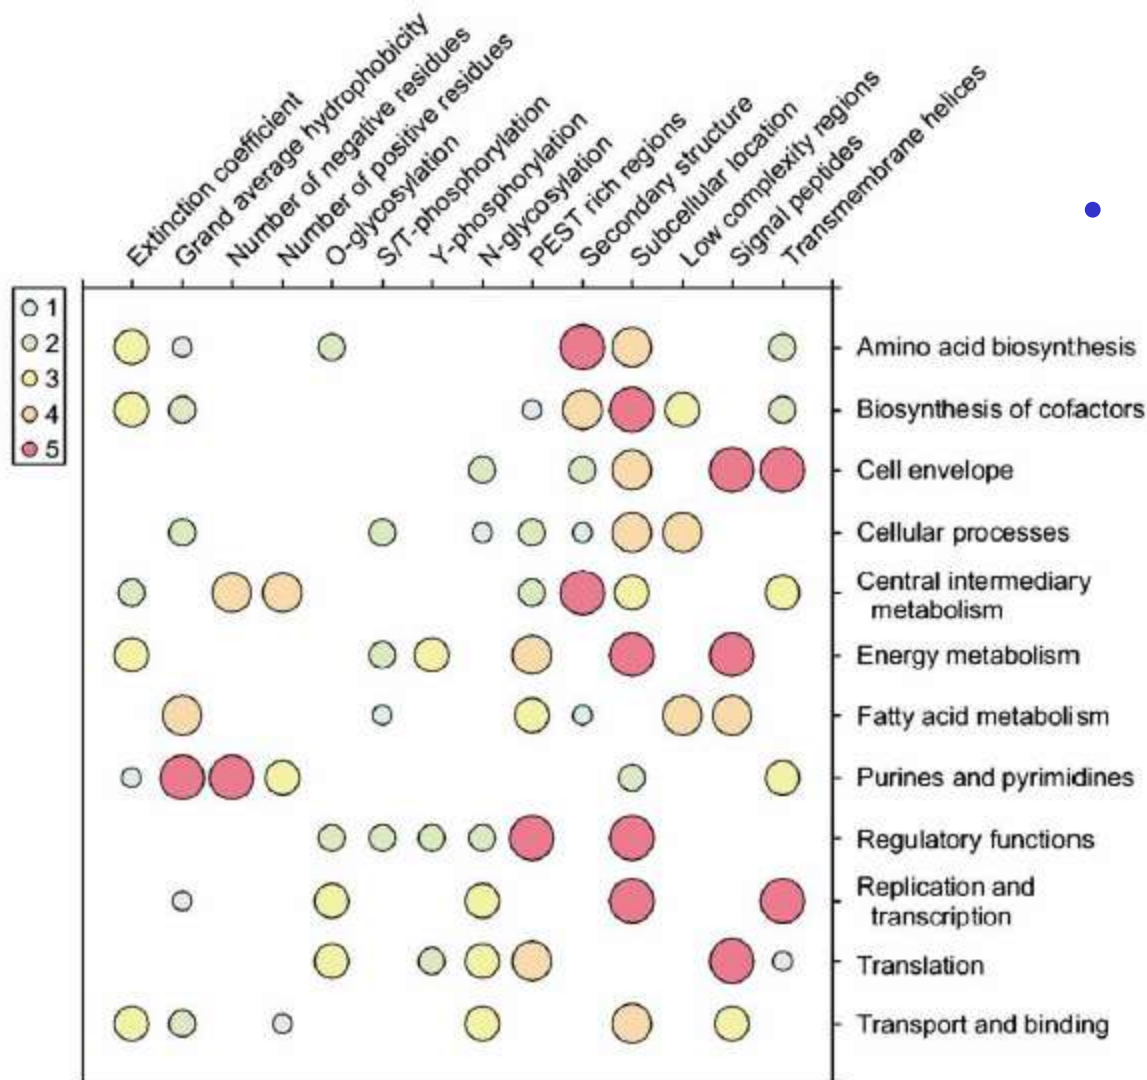 Extinction coefficient
Grand average hydrophobicity
Number of negative residues
Number of positive residues
O-glycosylation
S/T-phosphorylation
Y-phosphorylation
N-glycosylation
PEST rich regions
Secondary structure
Subcellular location
Low complexity regions
Signal peptides
Transmembrane helices
1
2
3
4
5
Amino acid biosynthesis
Biosynthesis of cofactors
Cell envelope
Cellular processes
Central intermediary
metabolism
Energy metabolism
Fatty acid metabolism
Purines and pyrimidines
Regulatory functions
Replication and
transcription
Translation
Transport and binding